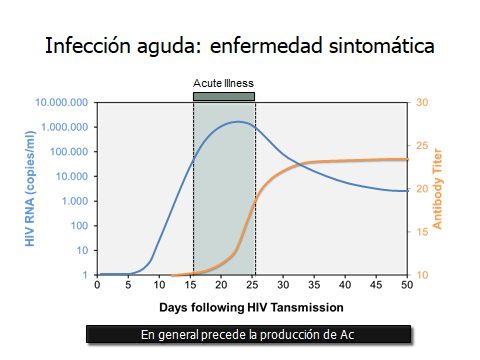 Infección aguda: enfermedad sintomática
Acute Illness
10.000.000
1.000.000
100.000
10.000
1.000
100
10
1
HIV RNA (copies/ml)
30
25
20
15
10
Antibody Titer
0 5 10 15 20 25 30 35 40 45 50
Days following HIV Tansmission
En general precede la producción de Ac